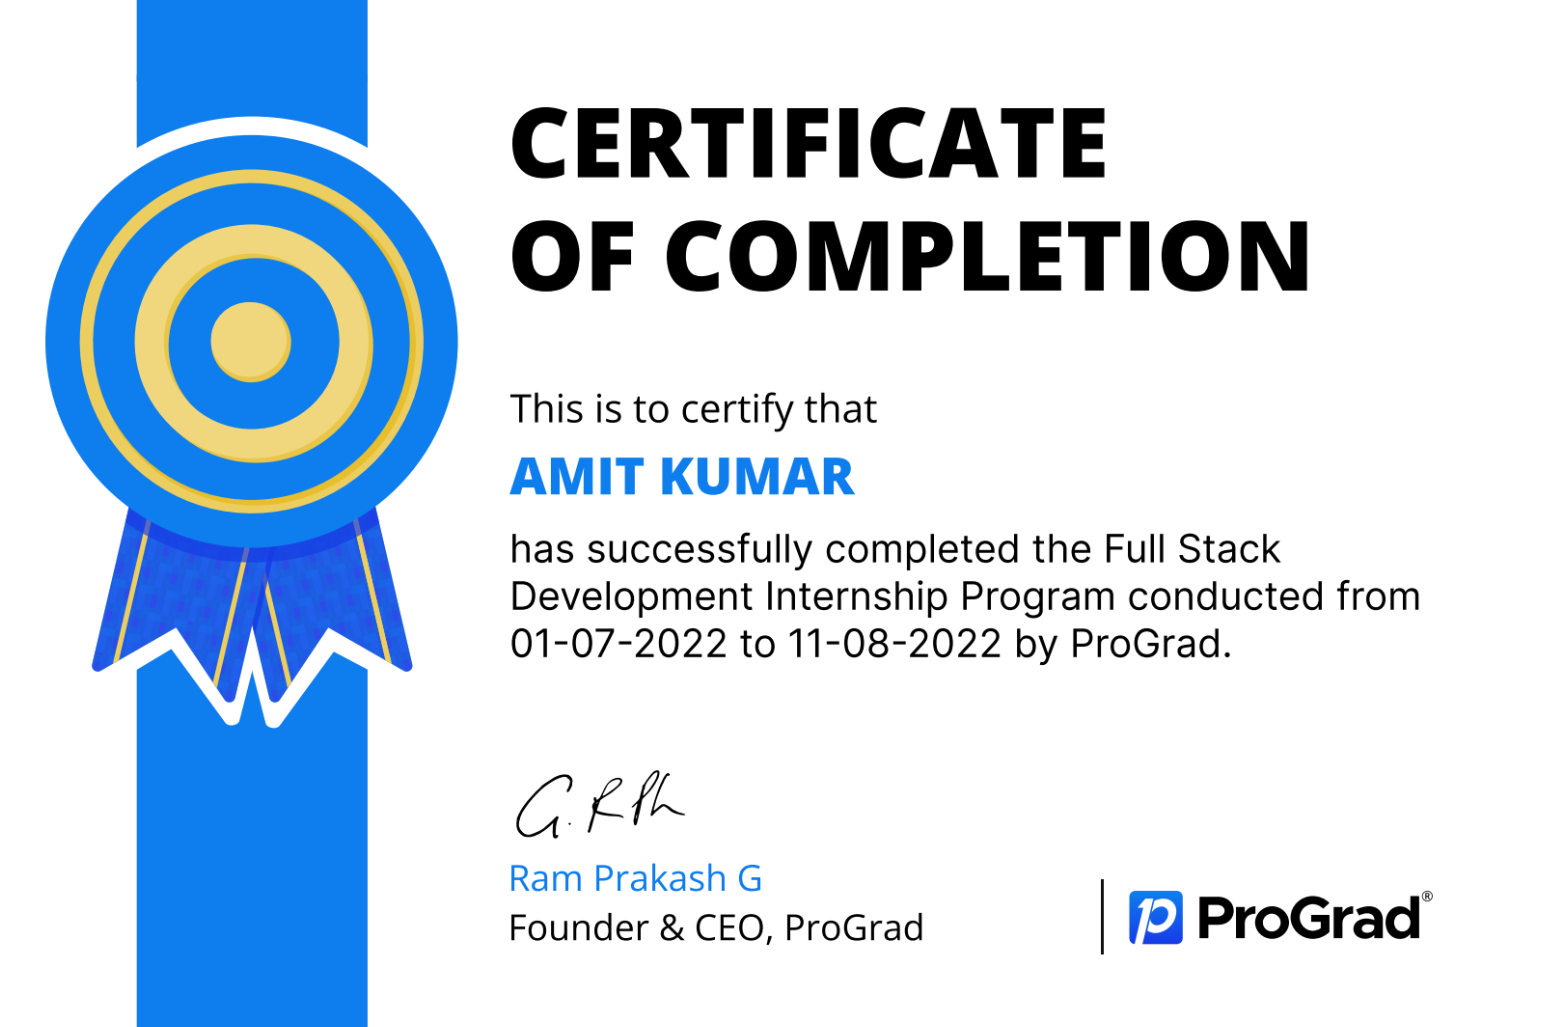 CERTIFICATE
OF COMPLETION
This is to certify that
AMIT KUMAR
has successfully completed the Full Stack
Development Internship Program conducted from
01-07-2022 to 11-08-2022 by ProGrad.
G. RPh
Ram Prakash G
Founder & CEO, ProGrad
ProGrad®